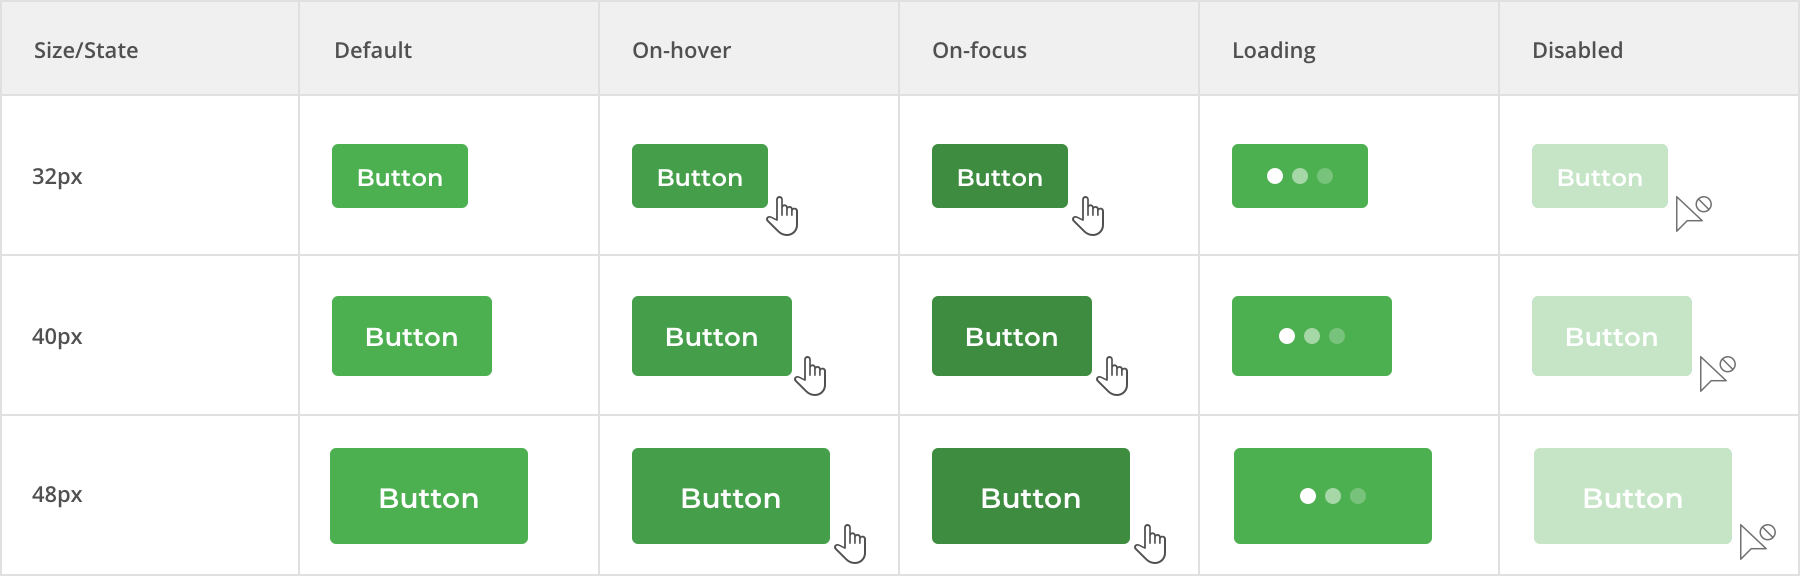 Size/State Default On-hover On-focus Loading Disabled
32px Button Button Button Button
40px Button Button Button Button
48px Button Button Button Button